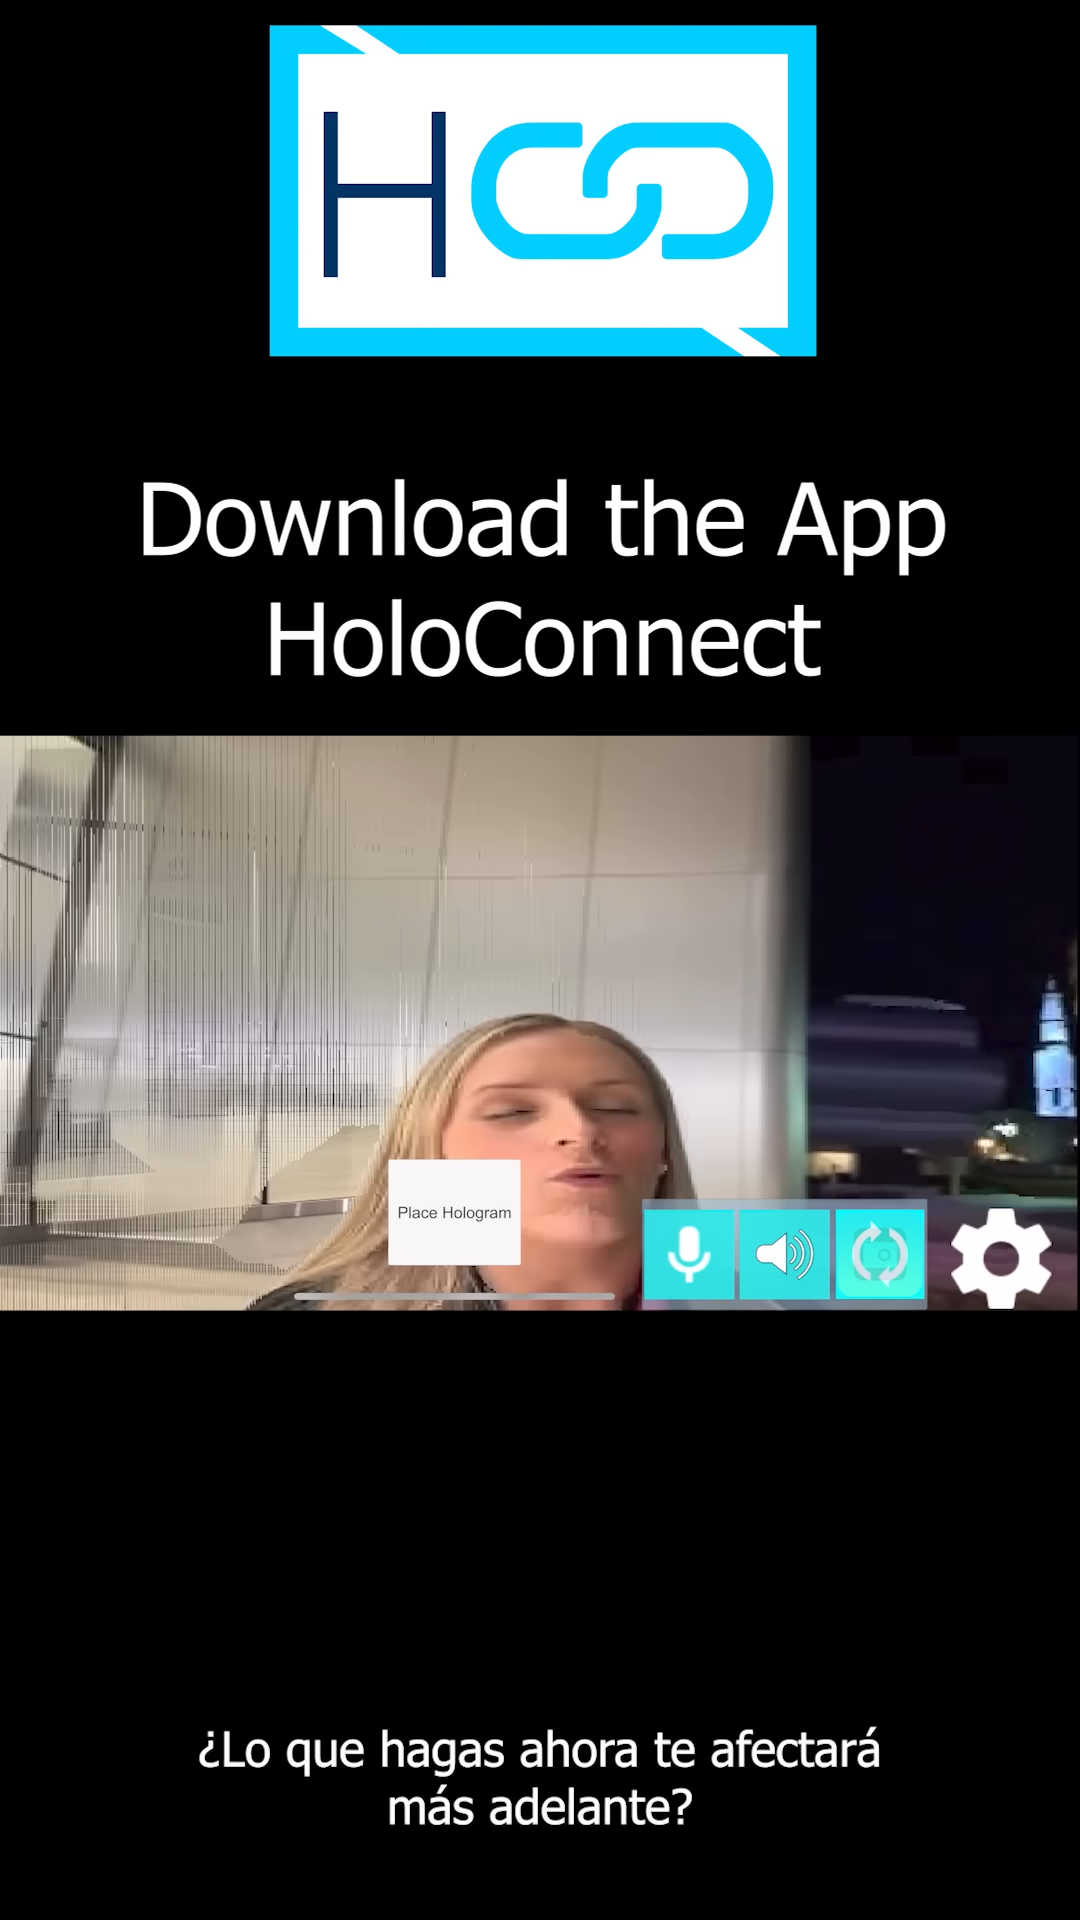 H
Download the App
HoloConnect
Place Hologram
¿Lo que hagas ahora te afectará
más adelante?